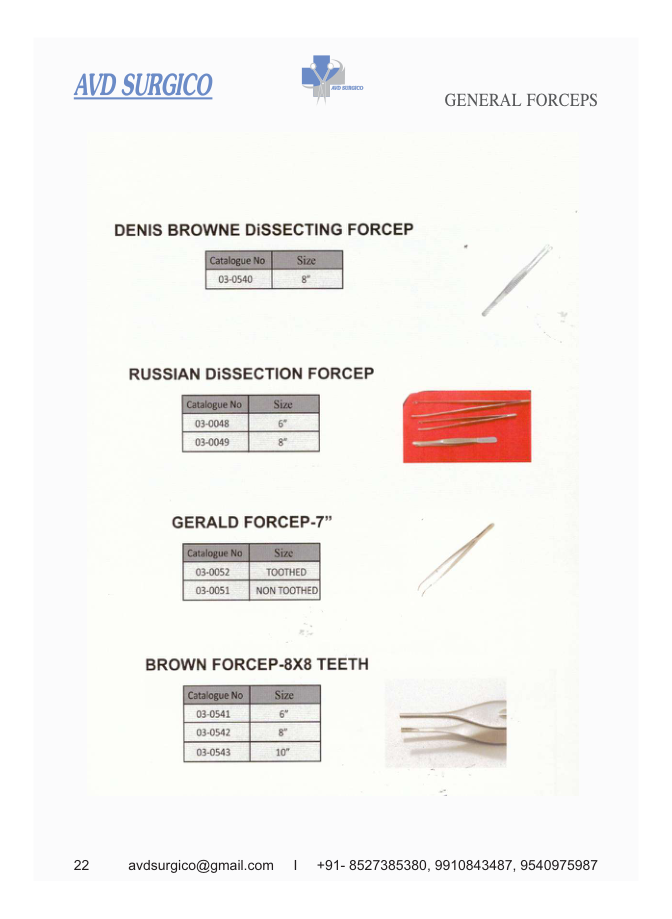 AVD SURGICO
AVD SURGICO
GENERAL FORCEPS
DENIS BROWNE DiSSECTING FORCEP
Catalogue No Size
03-0540 8"
RUSSIAN DiSSECTION FORCEP
Catalogue No Size
03-0048 6"
03-0049 8"
GERALD FORCEP-7”
Catalogue No Size
03-0052 TOOTHED
03-0051 NON TOOTHED
BROWN FORCEP-8X8 TEETH
Catalogue No Size
03-0541 6"
03-0542 8"
03-0543 10"
22 avdsurgico@gmail.com I +91- 8527385380, 9910843487, 9540975987